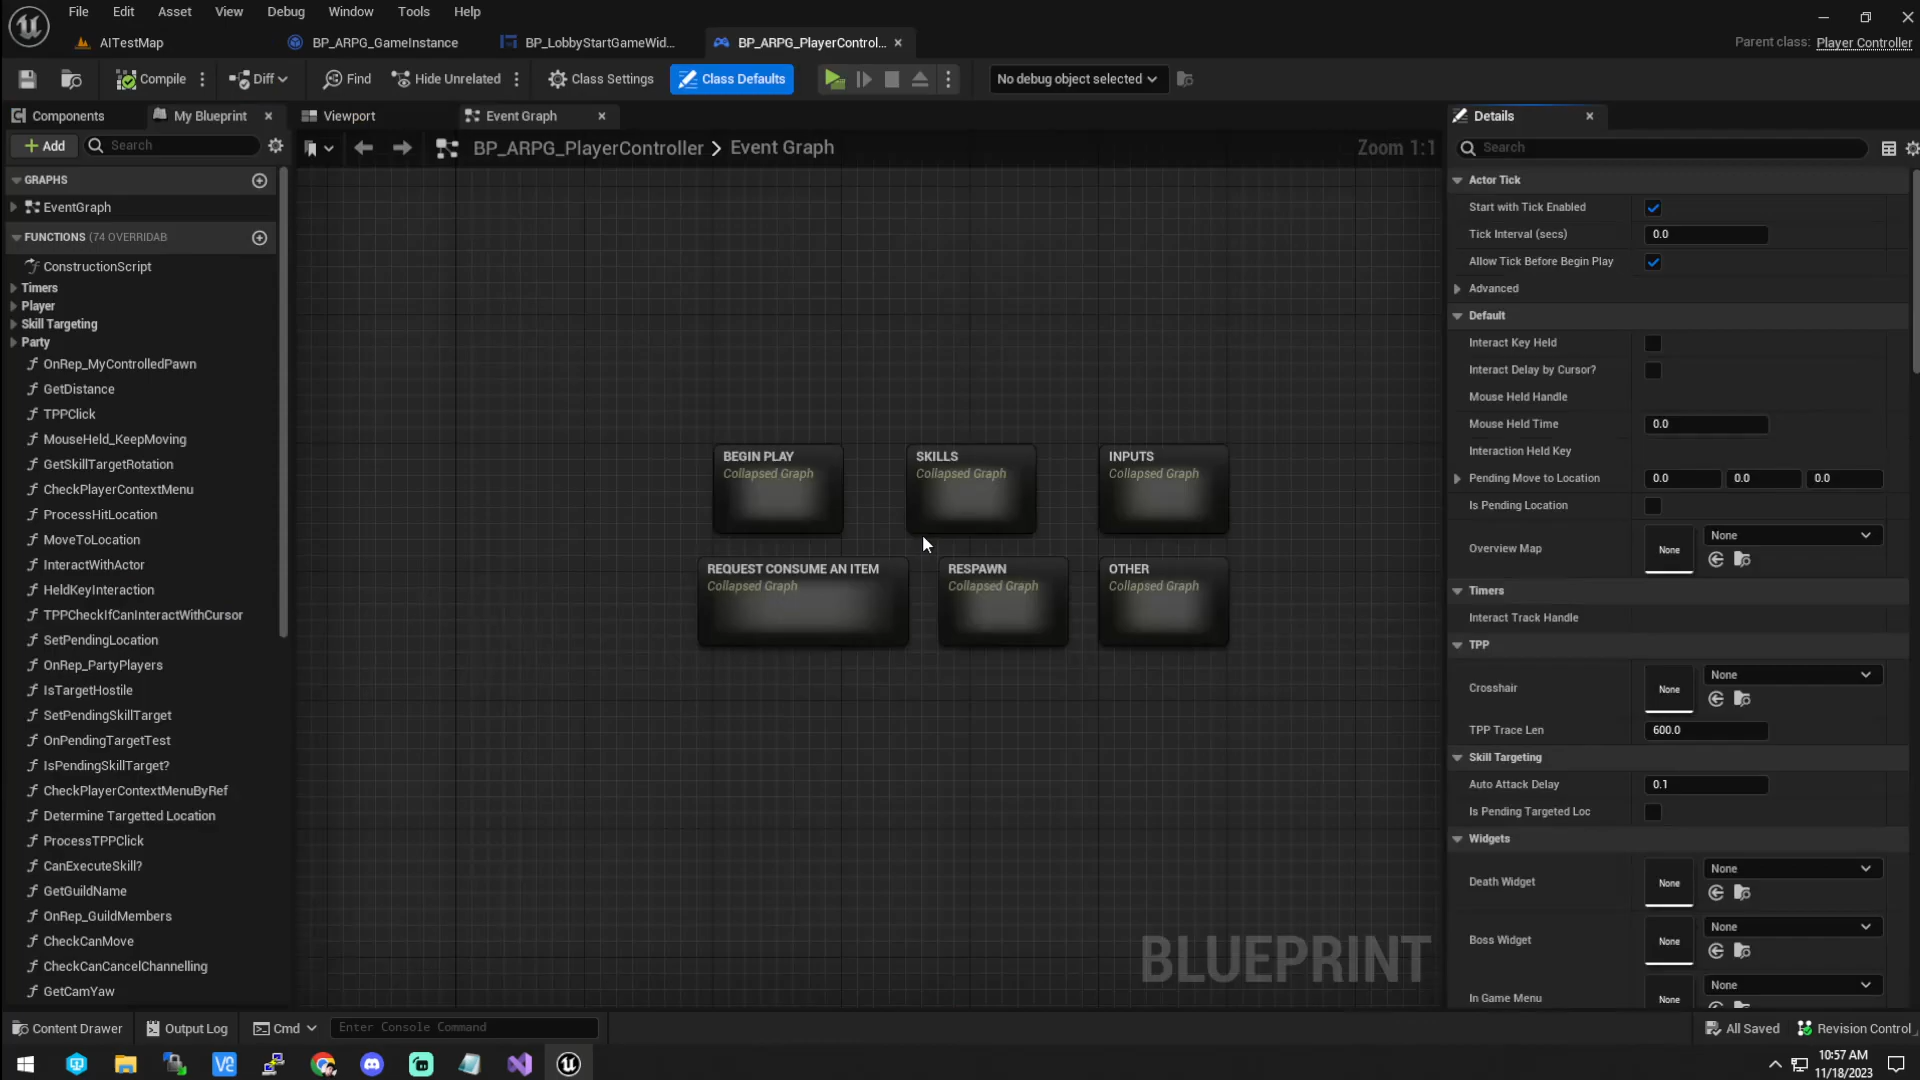 File Edit Asset View Debug Window Tools Help
AITestMap BP_ARPG_GameInstance BP_LobbyStartGameWid... BP_ARPG_PlayerControl...
Parent class: Player Controller
Compile Diff Find Hide Unrelated Class Settings Class Defaults No debug object selected
Components My Blueprint Viewport Event Graph Details
Add Search BP_ARPG_PlayerController > Event Graph Zoom 1:1 Search
GRAPHS
EventGraph
FUNCTIONS (74 OVERRIDAB
ConstructionScript
Timers
Player
Skill Targeting
Party
OnRep_MyControlledPawn
GetDistance
TPPClick
MouseHeld_KeepMoving
GetSkillTargetRotation
CheckPlayerContextMenu
ProcessHitLocation
MoveToLocation
InteractWithActor
HeldKeyInteraction
TPPCheckIfCanInteractWithCursor
SetPendingLocation
OnRep_PartyPlayers
IsTargetHostile
SetPendingSkillTarget
OnPendingTargetTest
IsPendingSkillTarget?
CheckPlayerContextMenuByRef
Determine Targetted Location
ProcessTPPClick
CanExecuteSkill?
GetGuildName
OnRep_GuildMembers
CheckCanMove
CheckCanCancelChannelling
GetCamYaw
BEGIN PLAY
Collapsed Graph
SKILLS
Collapsed Graph
INPUTS
Collapsed Graph
REQUEST CONSUME AN ITEM
Collapsed Graph
RESPAWN
Collapsed Graph
OTHER
Collapsed Graph
BLUEPRINT
Actor Tick
Start with Tick Enabled
Tick Interval (secs) 0.0
Allow Tick Before Begin Play
Advanced
Default
Interact Key Held
Interact Delay by Cursor?
Mouse Held Handle
Mouse Held Time 0.0
Interaction Held Key
Pending Move to Location 0.0 0.0 0.0
Is Pending Location
Overview Map None None
Timers
Interact Track Handle
TPP
Crosshair None None
TPP Trace Len 600.0
Skill Targeting
Auto Attack Delay 0.1
Is Pending Targeted Loc
Widgets
Death Widget None None
Boss Widget None None
In Game Menu None None
Content Drawer Output Log Cmd Enter Console Command All Saved Revision Control
10:57 AM
11/18/2023